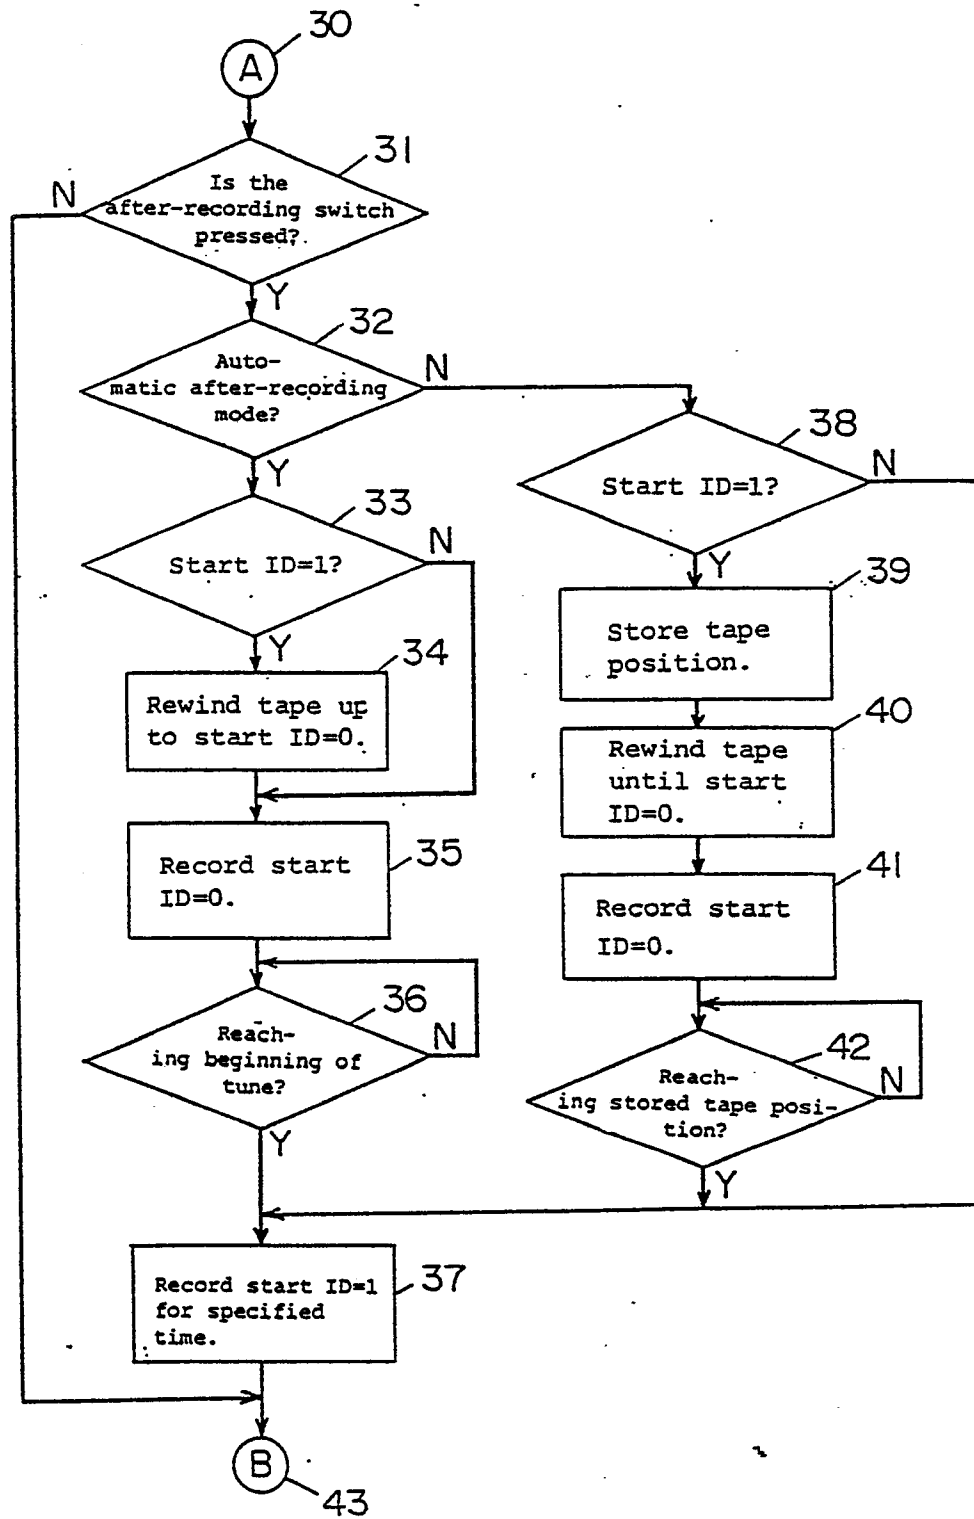 30
A
31
N
Is the
after-recording switch
pressed?
Y
32
Auto-
matic after-recording
mode?
N
Y
38
Start ID=1?
N
33
Start ID=1?
N
Y
39
Store tape
position.
Y
34
Rewind tape up
to start ID=0.
40
Rewind tape
until start
ID=0.
35
Record start
ID=0.
41
Record start
ID=0.
36
Reach-
ing beginning of
tune?
N
Y
42
Reach-
ing stored tape posi-
tion?
N
Y
37
Record start ID=1
for specified
time.
B
43